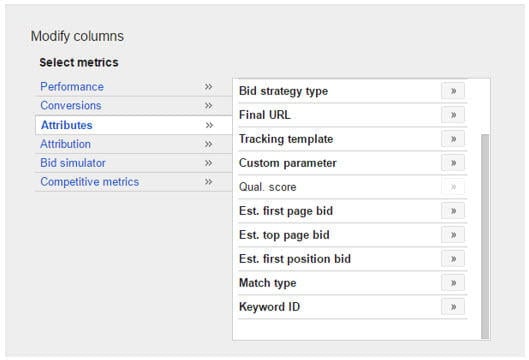 Modify columns
Select metrics
Performance »
Conversions »
Attributes »
Attribution »
Bid simulator »
Competitive metrics »
Bid strategy type »
Final URL »
Tracking template »
Custom parameter »
Qual. score »
Est. first page bid »
Est. top page bid »
Est. first position bid »
Match type »
Keyword ID »